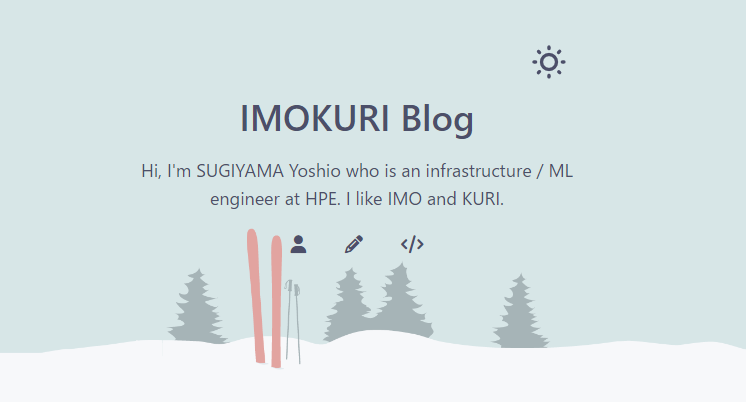 IMOKURI Blog
Hi, I'm SUGIYAMA Yoshio who is an infrastructure / ML
engineer at HPE. I like IMO and KURI.